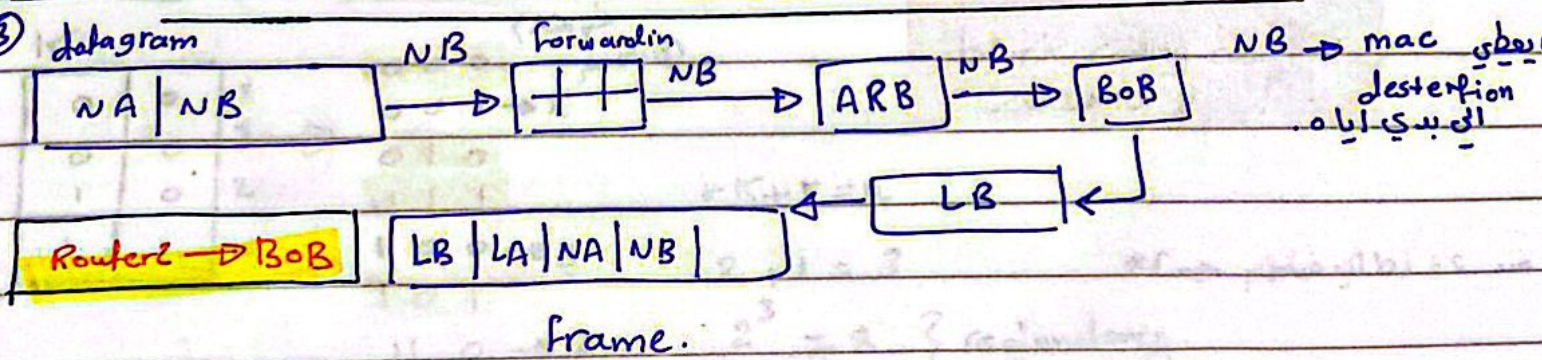 3) datagram
NB
forwardin
NA | NB
NB
ARB
NB
BOB
NB → mac يعطي
desterfion
الي بدي اياه.
LB
Router2 → BOB
LB | LA | NA | NB |
frame.